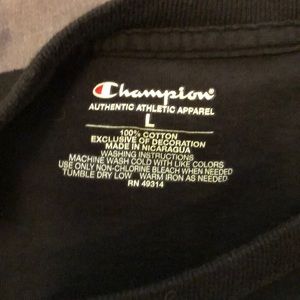 Champion
AUTHENTIC ATHLETIC APPAREL
L
100% COTTON
EXCLUSIVE OF DECORATION
MADE IN NICARAGUA
WASHING INSTRUCTIONS
MACHINE WASH COLD WITH LIKE COLORS
USE ONLY NON-CHLORINE BLEACH WHEN NEEDED
TUMBLE DRY LOW WARM IRON AS NEEDED
RN 49314